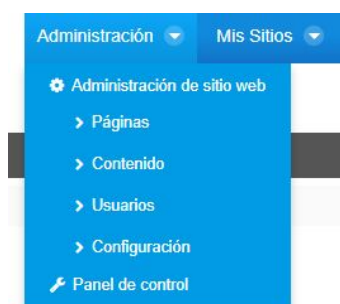 Administración Mis Sitios
Administración de sitio web
Páginas
Contenido
Usuarios
Configuración
Panel de control